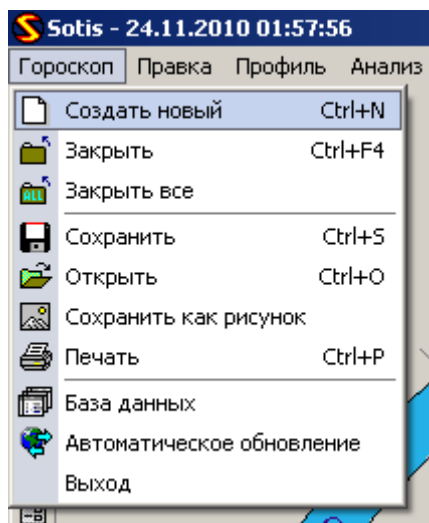 Sotis - 24.11.2010 01:57:56
Гороскоп Правка Профиль Анализ
Создать новый Ctrl+N
Закрыть Ctrl+F4
ALL Закрыть все
Сохранить Ctrl+S
Открыть Ctrl+O
Сохранить как рисунок
Печать Ctrl+P
База данных
Автоматическое обновление
Выход